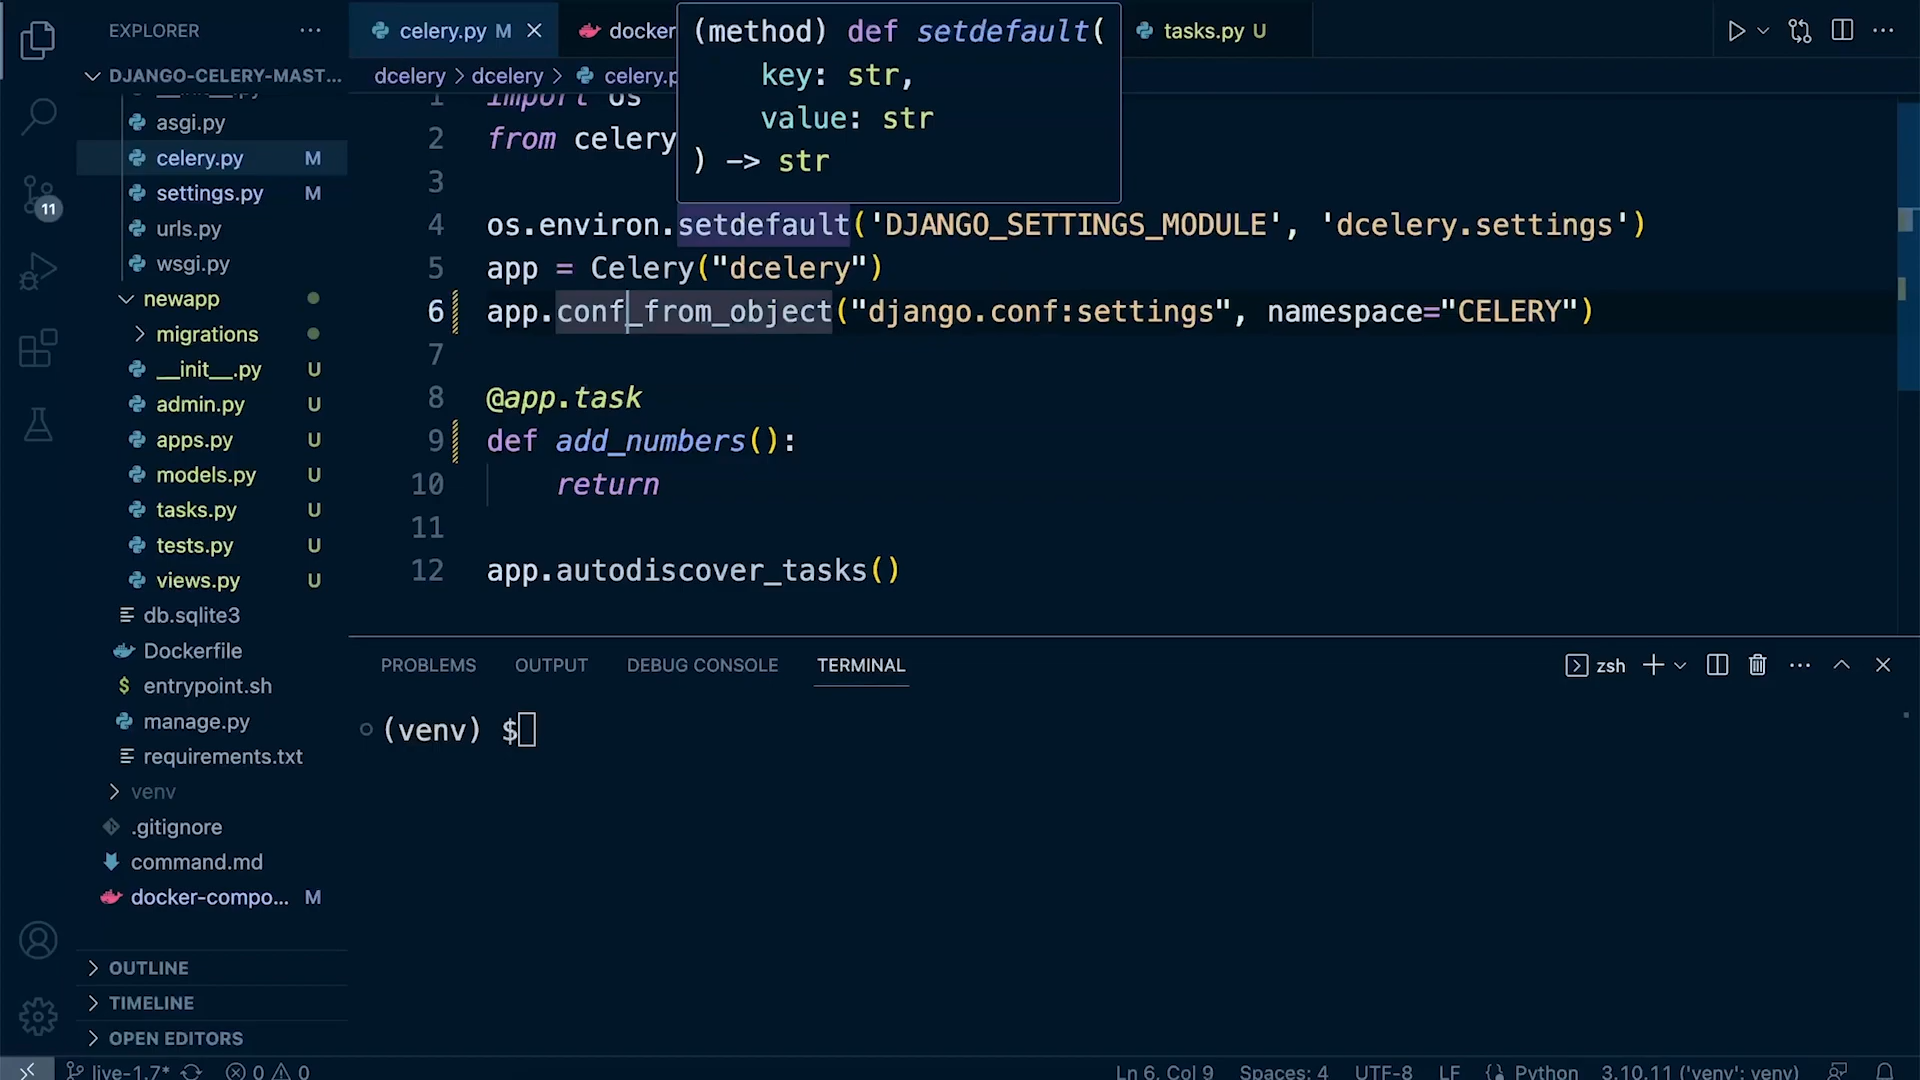 EXPLORER
celery.py M
docker
tasks.py U
(method) def setdefault(
key: str,
value: str
) -> str
DJANGO-CELERY-MAST...
dcelery > dcelery > celery.p
asgi.py
celery.py M
settings.py M
urls.py
wsgi.py
newapp
migrations
__init__.py U
admin.py U
apps.py U
models.py U
tasks.py U
tests.py U
views.py U
db.sqlite3
Dockerfile
entrypoint.sh
manage.py
requirements.txt
venv
.gitignore
command.md
docker-compo... M
OUTLINE
TIMELINE
OPEN EDITORS
11
1 import os
2 from celery
3
4 os.environ.setdefault('DJANGO_SETTINGS_MODULE', 'dcelery.settings')
5 app = Celery("dcelery")
6 app.conf_from_object("django.conf:settings", namespace="CELERY")
7
8 @app.task
9 def add_numbers():
10 return
11
12 app.autodiscover_tasks()
PROBLEMS OUTPUT DEBUG CONSOLE TERMINAL
zsh
(venv) $
live-1.7* 0 0
Ln 6, Col 9 Spaces: 4 UTF-8 LF Python 3.10.11 ('venv': venv)